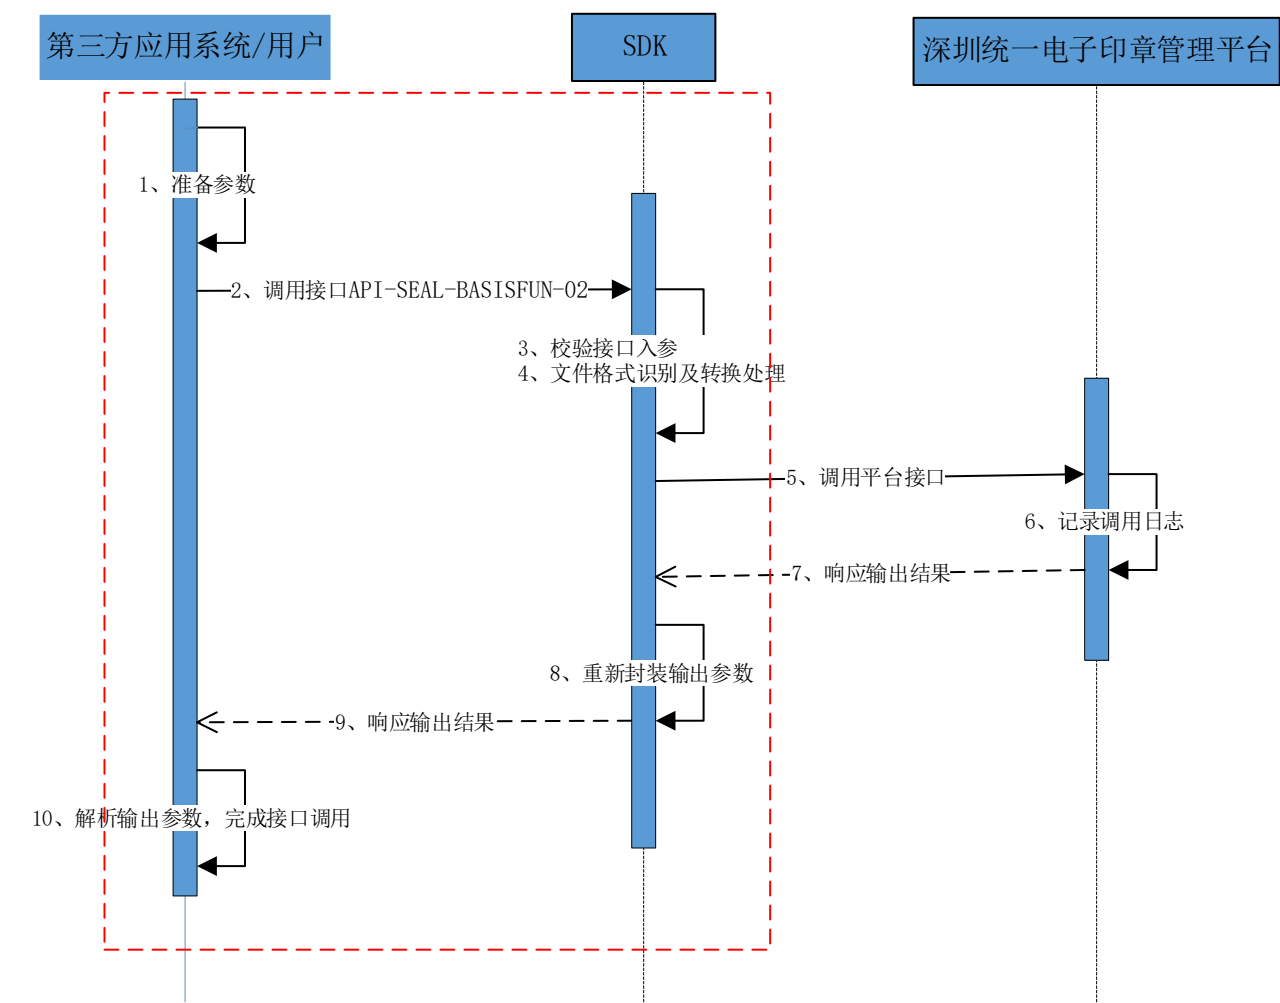 第三方应用系统/用户
SDK
深圳统一电子印章管理平台
1、准备参数
2、调用接口API-SEAL-BASISFUN-02
3、校验接口入参
4、文件格式识别及转换处理
5、调用平台接口
6、记录调用日志
7、响应输出结果
8、重新封装输出参数
9、响应输出结果
10、解析输出参数，完成接口调用